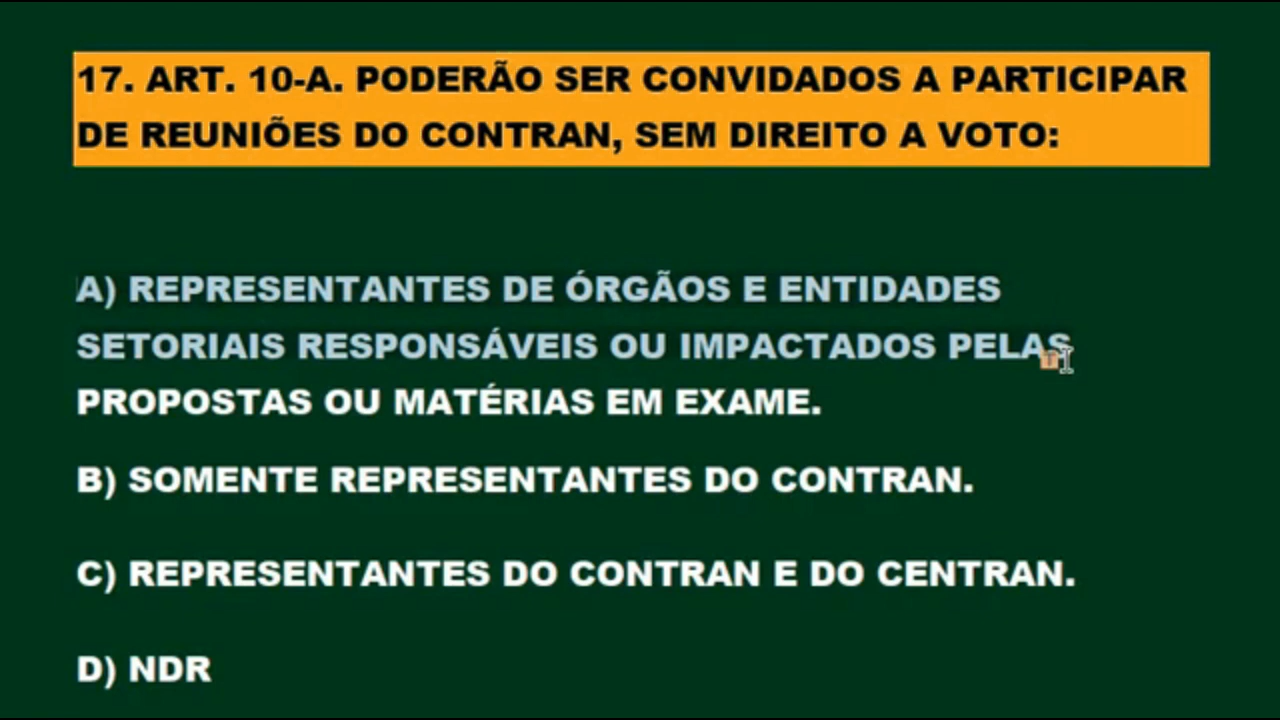 17. ART. 10-A. PODERÃO SER CONVIDADOS A PARTICIPAR
DE REUNIÕES DO CONTRAN, SEM DIREITO A VOTO:
A) REPRESENTANTES DE ÓRGÃOS E ENTIDADES
SETORIAIS RESPONSÁVEIS OU IMPACTADOS PELAS
PROPOSTAS OU MATÉRIAS EM EXAME.
B) SOMENTE REPRESENTANTES DO CONTRAN.
C) REPRESENTANTES DO CONTRAN E DO CENTRAN.
D) NDR